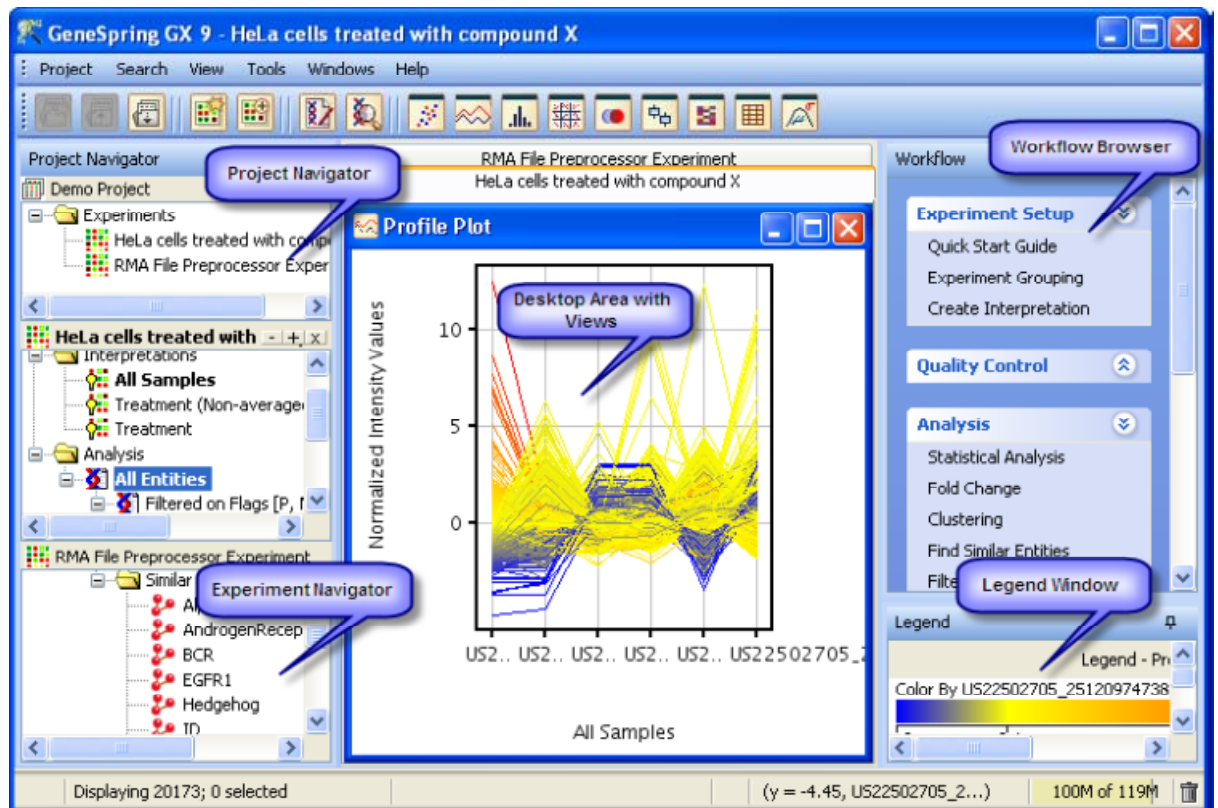 GeneSpring GX 9 - HeLa cells treated with compound X
Project Search View Tools Windows Help
Project Navigator
Demo Project
Experiments
HeLa cells treated with
RMA File Preprocessor Exper
Project Navigator
HeLa cells treated with - + x
Interpretations
All Samples
Treatment (Non-averaged
Treatment
Analysis
All Entities
Filtered on Flags [P,
RMA File Preprocessor Experiment
Similar
AndrogenRecep
BCR
EGFR1
Hedgehog
ID
Experiment Navigator
RMA File Preprocessor Experiment
HeLa cells treated with compound X
Profile Plot
Desktop Area with
Views
Normalized Intensity Values
10
5
0
US2.. US2.. US2.. US2.. US2.. US22502705_2
All Samples
Workflow
Workflow Browser
Experiment Setup
Quick Start Guide
Experiment Grouping
Create Interpretation
Quality Control
Analysis
Statistical Analysis
Fold Change
Clustering
Find Similar Entities
Legend Window
Legend
Legend - Pr
Color By US22502705_25120974738
Displaying 20173; 0 selected
(y = -4.45, US22502705_2...)
100M of 119M